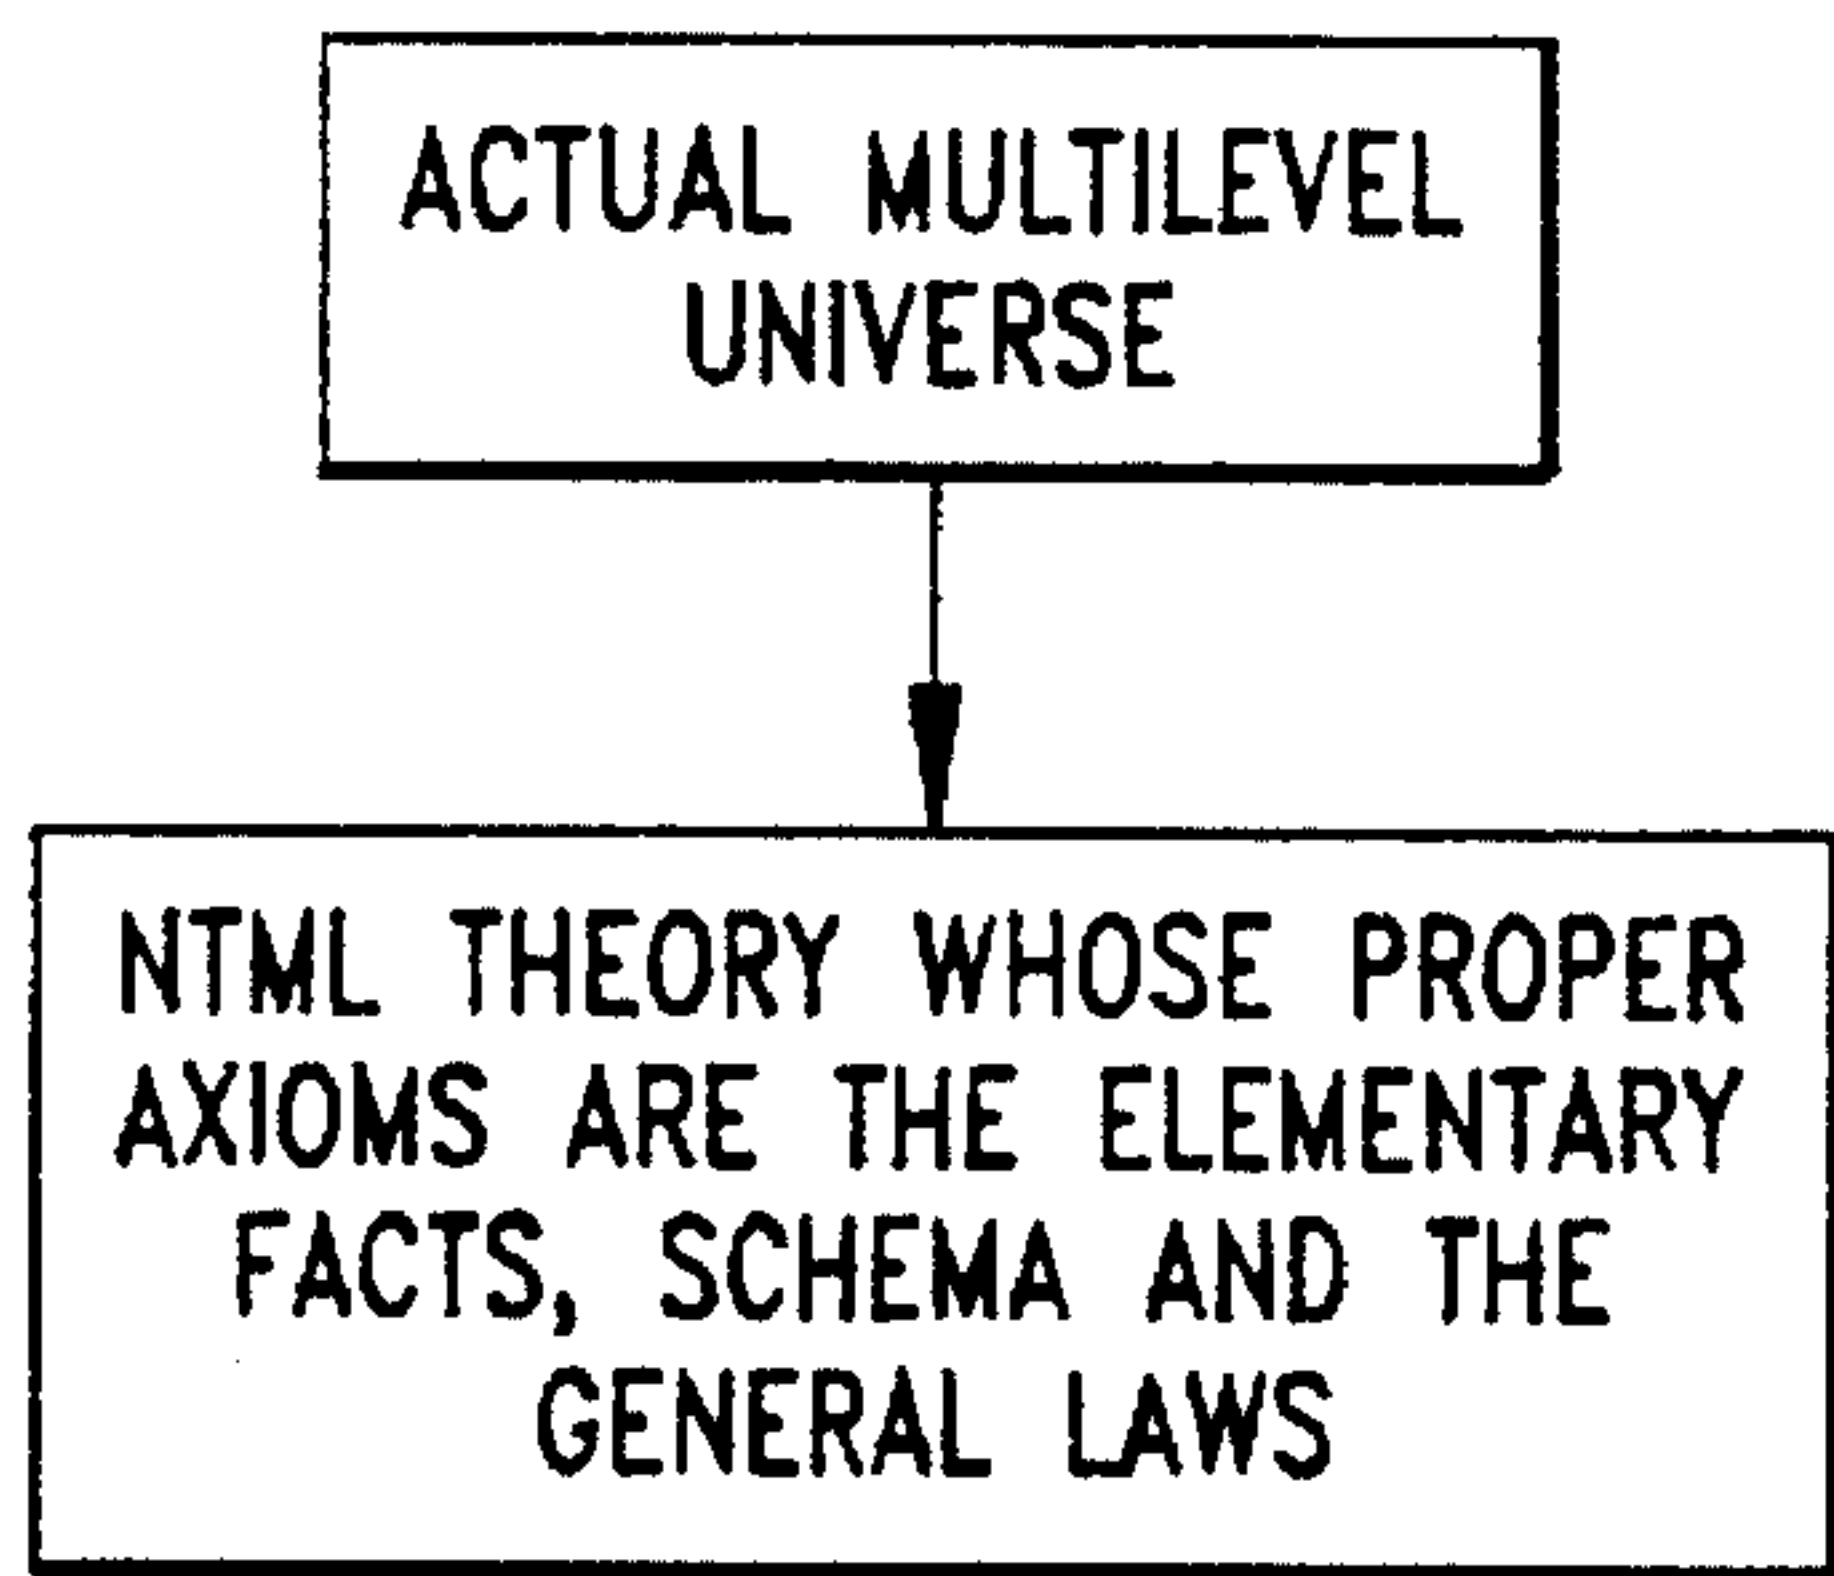 ACTUAL MULTILEVEL
UNIVERSE
NTML THEORY WHOSE PROPER
AXIOMS ARE THE ELEMENTARY
FACTS, SCHEMA AND THE
GENERAL LAWS